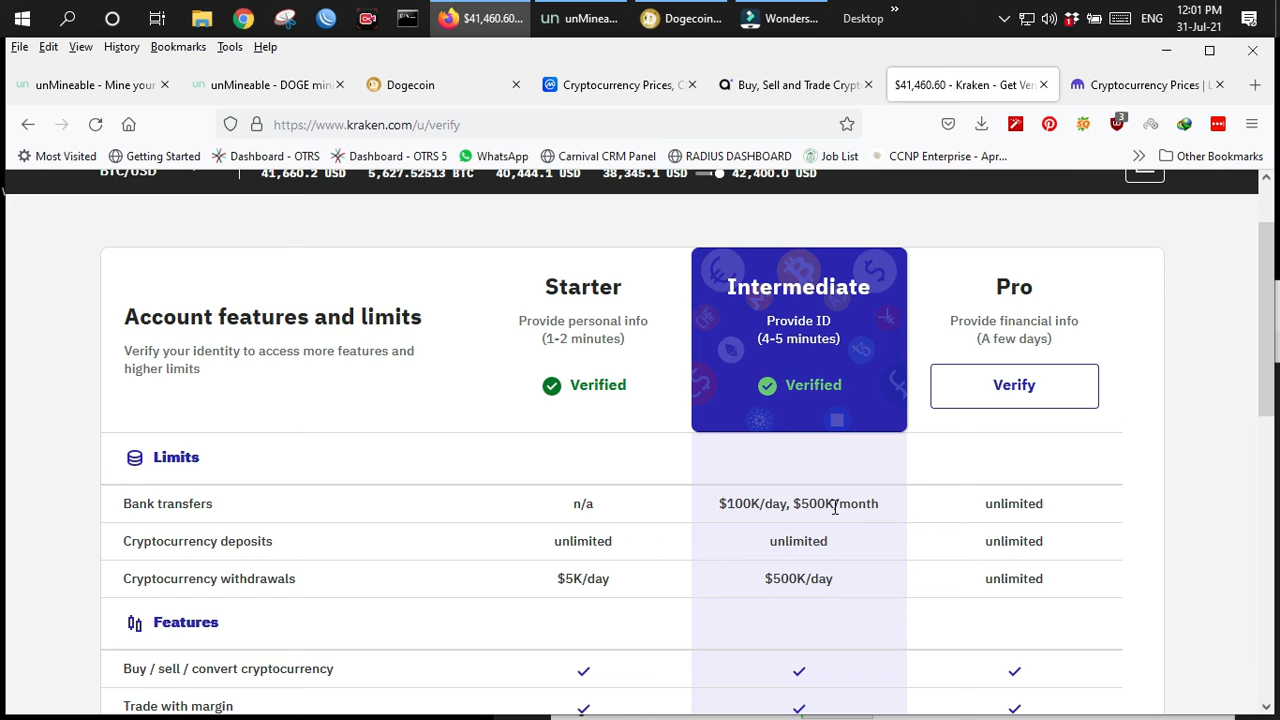 $41,460.60...
unMinea...
Dogecoin...
Wonders...
Desktop
ENG
12:01 PM
31-Jul-21
File Edit View History Bookmarks Tools Help
unMineable - Mine your
unMineable - DOGE mini
Dogecoin
Cryptocurrency Prices, C
Buy, Sell and Trade Crypt
$41,460.60 - Kraken - Get Ver
Cryptocurrency Prices | L
https://www.kraken.com/u/verify
3
Most Visited
Getting Started
Dashboard - OTRS
Dashboard - OTRS 5
WhatsApp
Carnival CRM Panel
RADIUS DASHBOARD
Job List
CCNP Enterprise - Apr...
Other Bookmarks
BTC/USD 41,660.2 USD 5,627.52513 BTC 40,444.1 USD 38,345.1 USD 42,400.0 USD
Account features and limits
Verify your identity to access more features and
higher limits
Starter
Provide personal info
(1-2 minutes)
Verified
Intermediate
Provide ID
(4-5 minutes)
Verified
Pro
Provide financial info
(A few days)
Verify
Limits
Bank transfers n/a $100K/day, $500K/month unlimited
Cryptocurrency deposits unlimited unlimited unlimited
Cryptocurrency withdrawals $5K/day $500K/day unlimited
Features
Buy / sell / convert cryptocurrency
Trade with margin